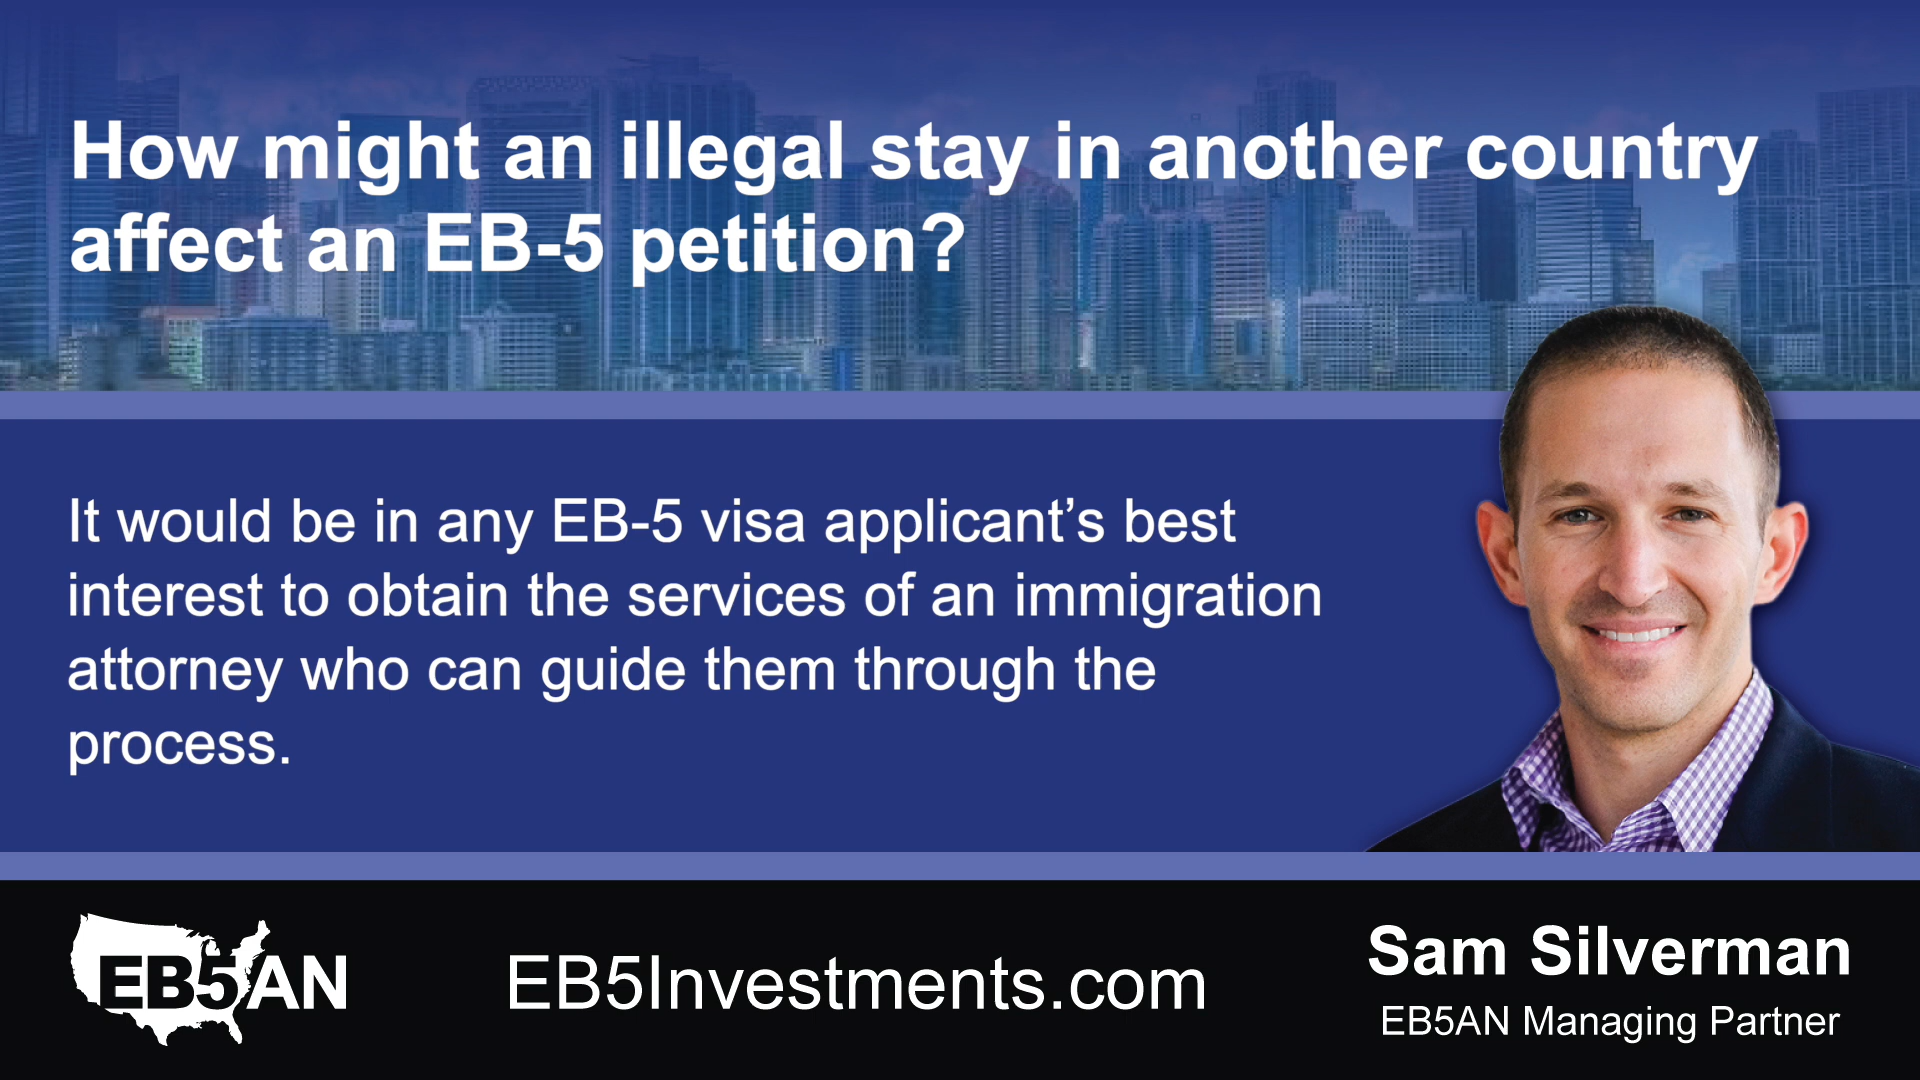 How might an illegal stay in another country
affect an EB-5 petition?
It would be in any EB-5 visa applicant’s best
interest to obtain the services of an immigration
attorney who can guide them through the
process.
EB5AN
EB5Investments.com
Sam Silverman
EB5AN Managing Partner